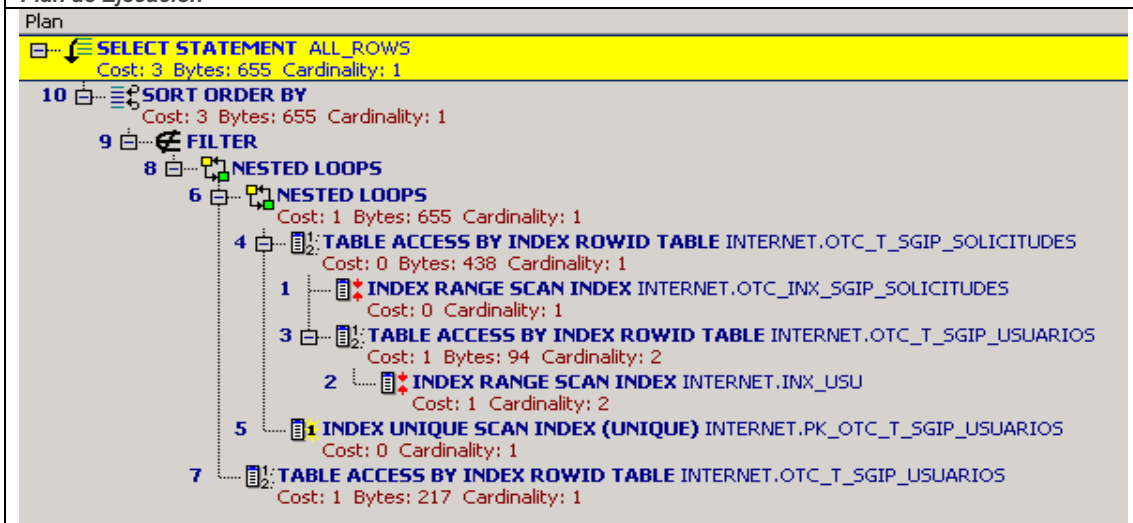 Plan de Ejecución
Plan
SELECT STATEMENT ALL_ROWS
Cost: 3 Bytes: 655 Cardinality: 1
10 SORT ORDER BY
Cost: 3 Bytes: 655 Cardinality: 1
9 FILTER
8 NESTED LOOPS
6 NESTED LOOPS
Cost: 1 Bytes: 655 Cardinality: 1
4 TABLE ACCESS BY INDEX ROWID TABLE INTERNET.OTC_T_SGIP_SOLICITUDES
Cost: 0 Bytes: 438 Cardinality: 1
1 INDEX RANGE SCAN INDEX INTERNET.OTC_INX_SGIP_SOLICITUDES
Cost: 0 Cardinality: 1
3 TABLE ACCESS BY INDEX ROWID TABLE INTERNET.OTC_T_SGIP_USUARIOS
Cost: 1 Bytes: 94 Cardinality: 2
2 INDEX RANGE SCAN INDEX INTERNET.INX_USU
Cost: 1 Cardinality: 2
5 INDEX UNIQUE SCAN INDEX (UNIQUE) INTERNET.PK_OTC_T_SGIP_USUARIOS
Cost: 0 Cardinality: 1
7 TABLE ACCESS BY INDEX ROWID TABLE INTERNET.OTC_T_SGIP_USUARIOS
Cost: 1 Bytes: 217 Cardinality: 1